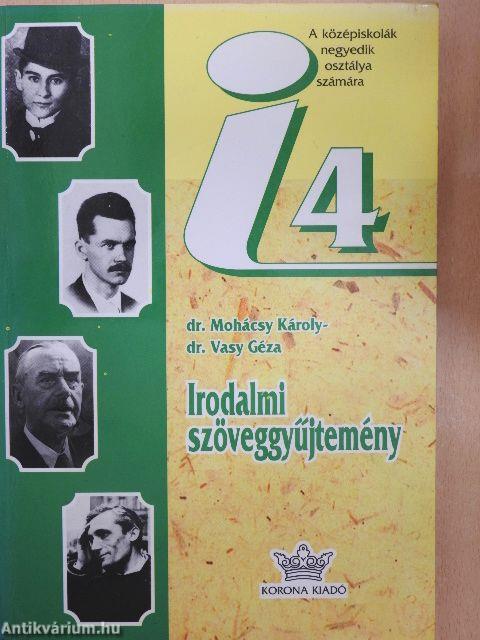 A középiskolák
negyedik
osztálya
számára
i4
dr. Mohácsy Károly-
dr. Vasy Géza
Irodalmi
szöveggyűjtemény
KORONA KIADÓ
Antikvárium.hu